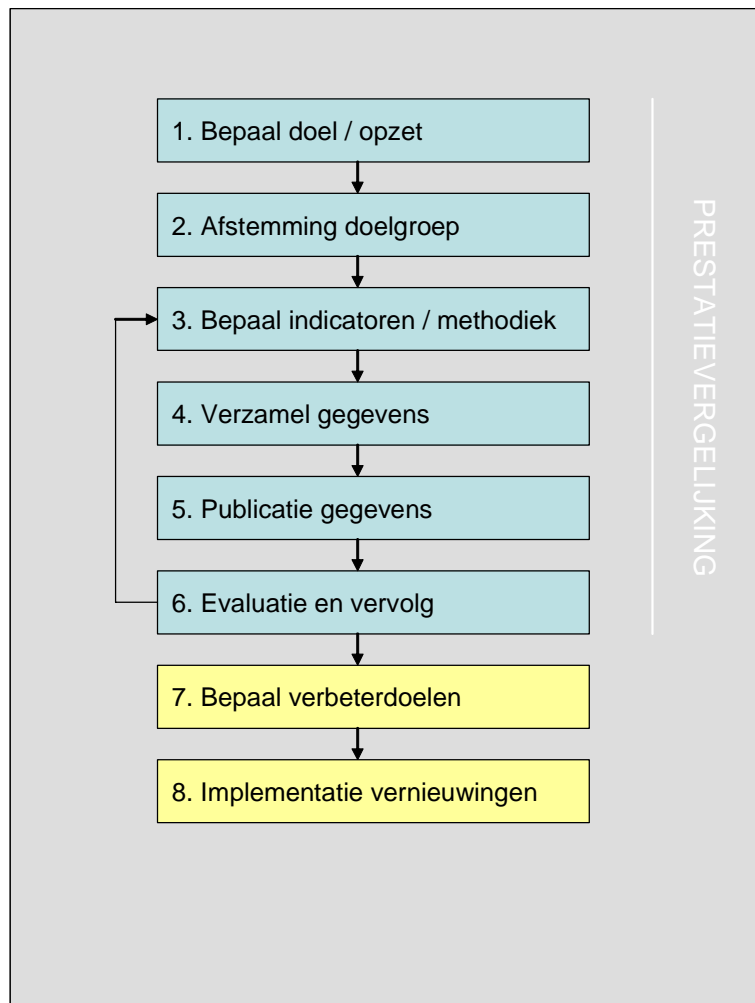 1. Bepaal doel / opzet
2. Afstemming doelgroep
3. Bepaal indicatoren / methodiek
4. Verzamel gegevens
5. Publicatie gegevens
6. Evaluatie en vervolg
7. Bepaal verbeterdoelen
8. Implementatie vernieuwingen
PRESTATIEVERGELIJKING